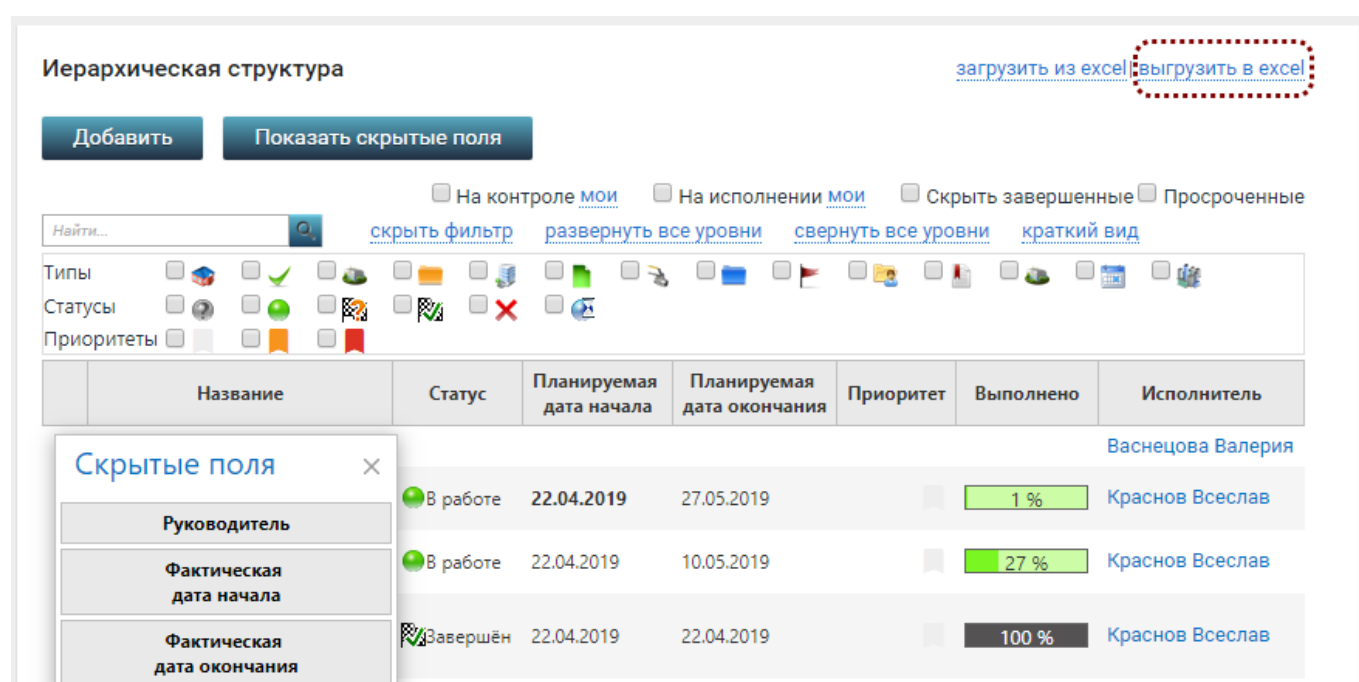 Иерархическая структура
загрузить из excel| выгрузить в excel
Добавить
Показать скрытые поля
На контроле мои На исполнении мои Скрыть завершенные Просроченные
Найти... скрыть фильтр развернуть все уровни свернуть все уровни краткий вид
Типы
Статусы
Приоритеты
Название
Статус
Планируемая
дата начала
Планируемая
дата окончания
Приоритет
Выполнено
Исполнитель
Васнецова Валерия
В работе 22.04.2019 27.05.2019 1 % Краснов Всеслав
В работе 22.04.2019 10.05.2019 27 % Краснов Всеслав
Завершён 22.04.2019 22.04.2019 100 % Краснов Всеслав
Скрытые поля ×
Руководитель
Фактическая
дата начала
Фактическая
дата окончания